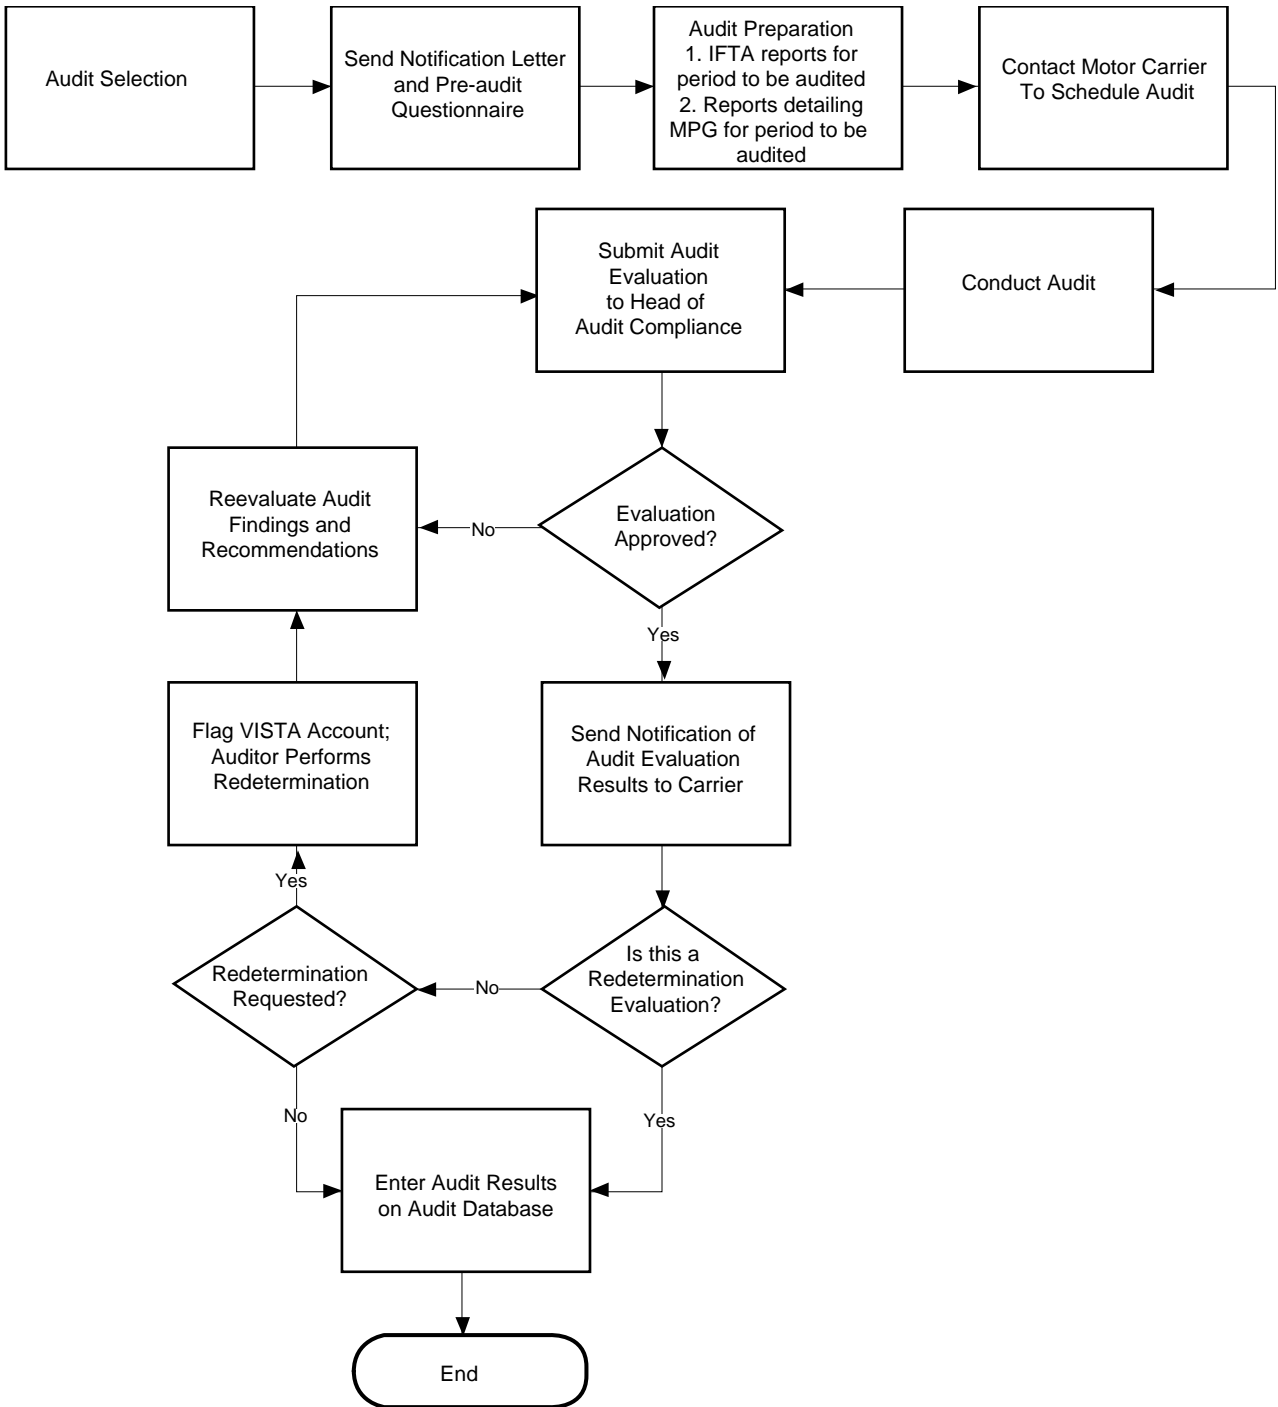 Audit Selection
Send Notification Letter
and Pre-audit
Questionnaire
Audit Preparation
1. IFTA reports for
period to be audited
2. Reports detailing
MPG for period to be
audited
Contact Motor Carrier
To Schedule Audit
Submit Audit
Evaluation
to Head of
Audit Compliance
Conduct Audit
Reevaluate Audit
Findings and
Recommendations
No
Evaluation
Approved?
Yes
Flag VISTA Account;
Auditor Performs
Redetermination
Send Notification of
Audit Evaluation
Results to Carrier
Yes
Redetermination
Requested?
No
Is this a
Redetermination
Evaluation?
No
Yes
Enter Audit Results
on Audit Database
End